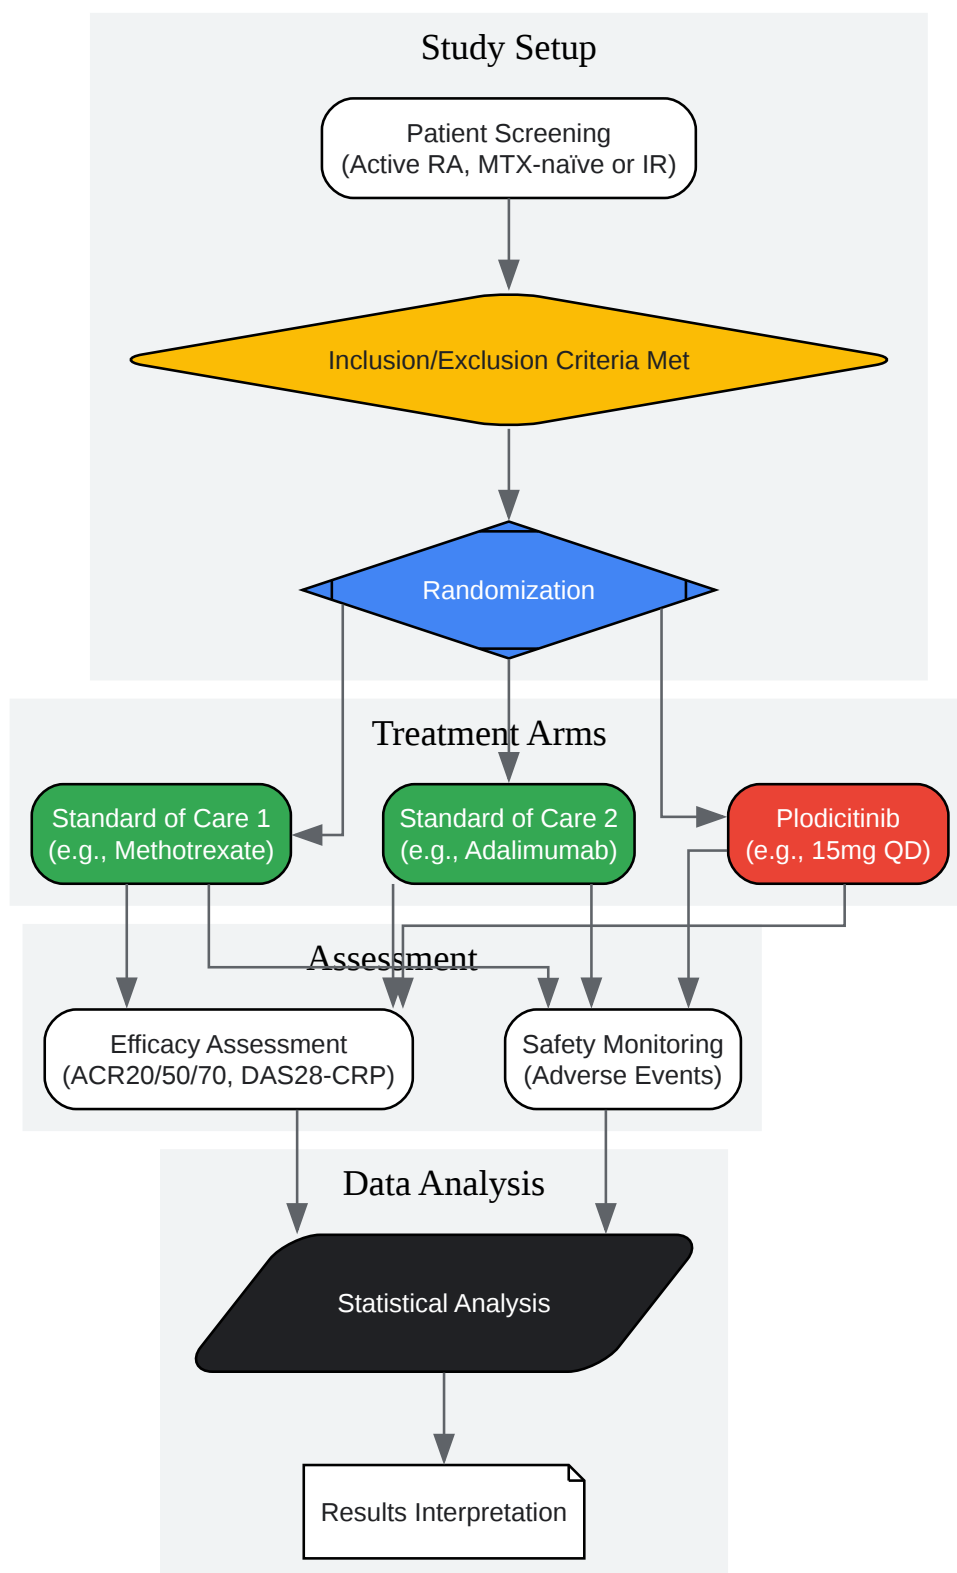 Study Setup
Patient Screening
(Active RA, MTX-naïve or IR)
Inclusion/Exclusion Criteria Met
Randomization
Treatment Arms
Standard of Care 1
(e.g., Methotrexate)
Standard of Care 2
(e.g., Adalimumab)
Plodicitinib
(e.g., 15mg QD)
Assessment
Efficacy Assessment
(ACR20/50/70, DAS28-CRP)
Safety Monitoring
(Adverse Events)
Data Analysis
Statistical Analysis
Results Interpretation